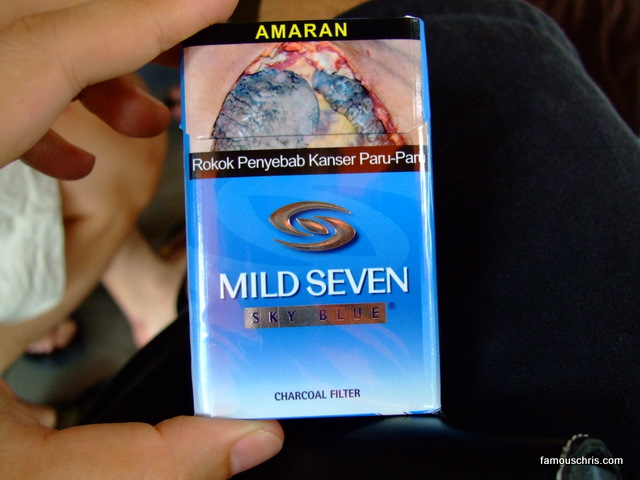 AMARAN
Rokok Penyebab Kanser Paru-Paru
MILD SEVEN
SKY BLUE®
CHARCOAL FILTER
famouschris.com